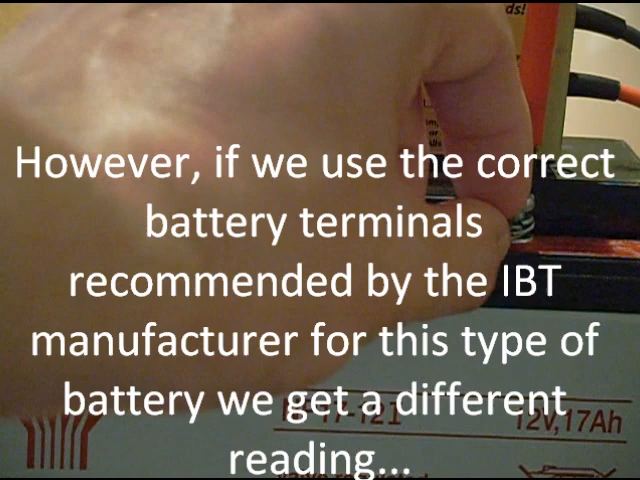 ds!
However, if we use the correct
battery terminals
recommended by the IBT
manufacturer for this type of
battery we get a different
12V,17Ah
reading...